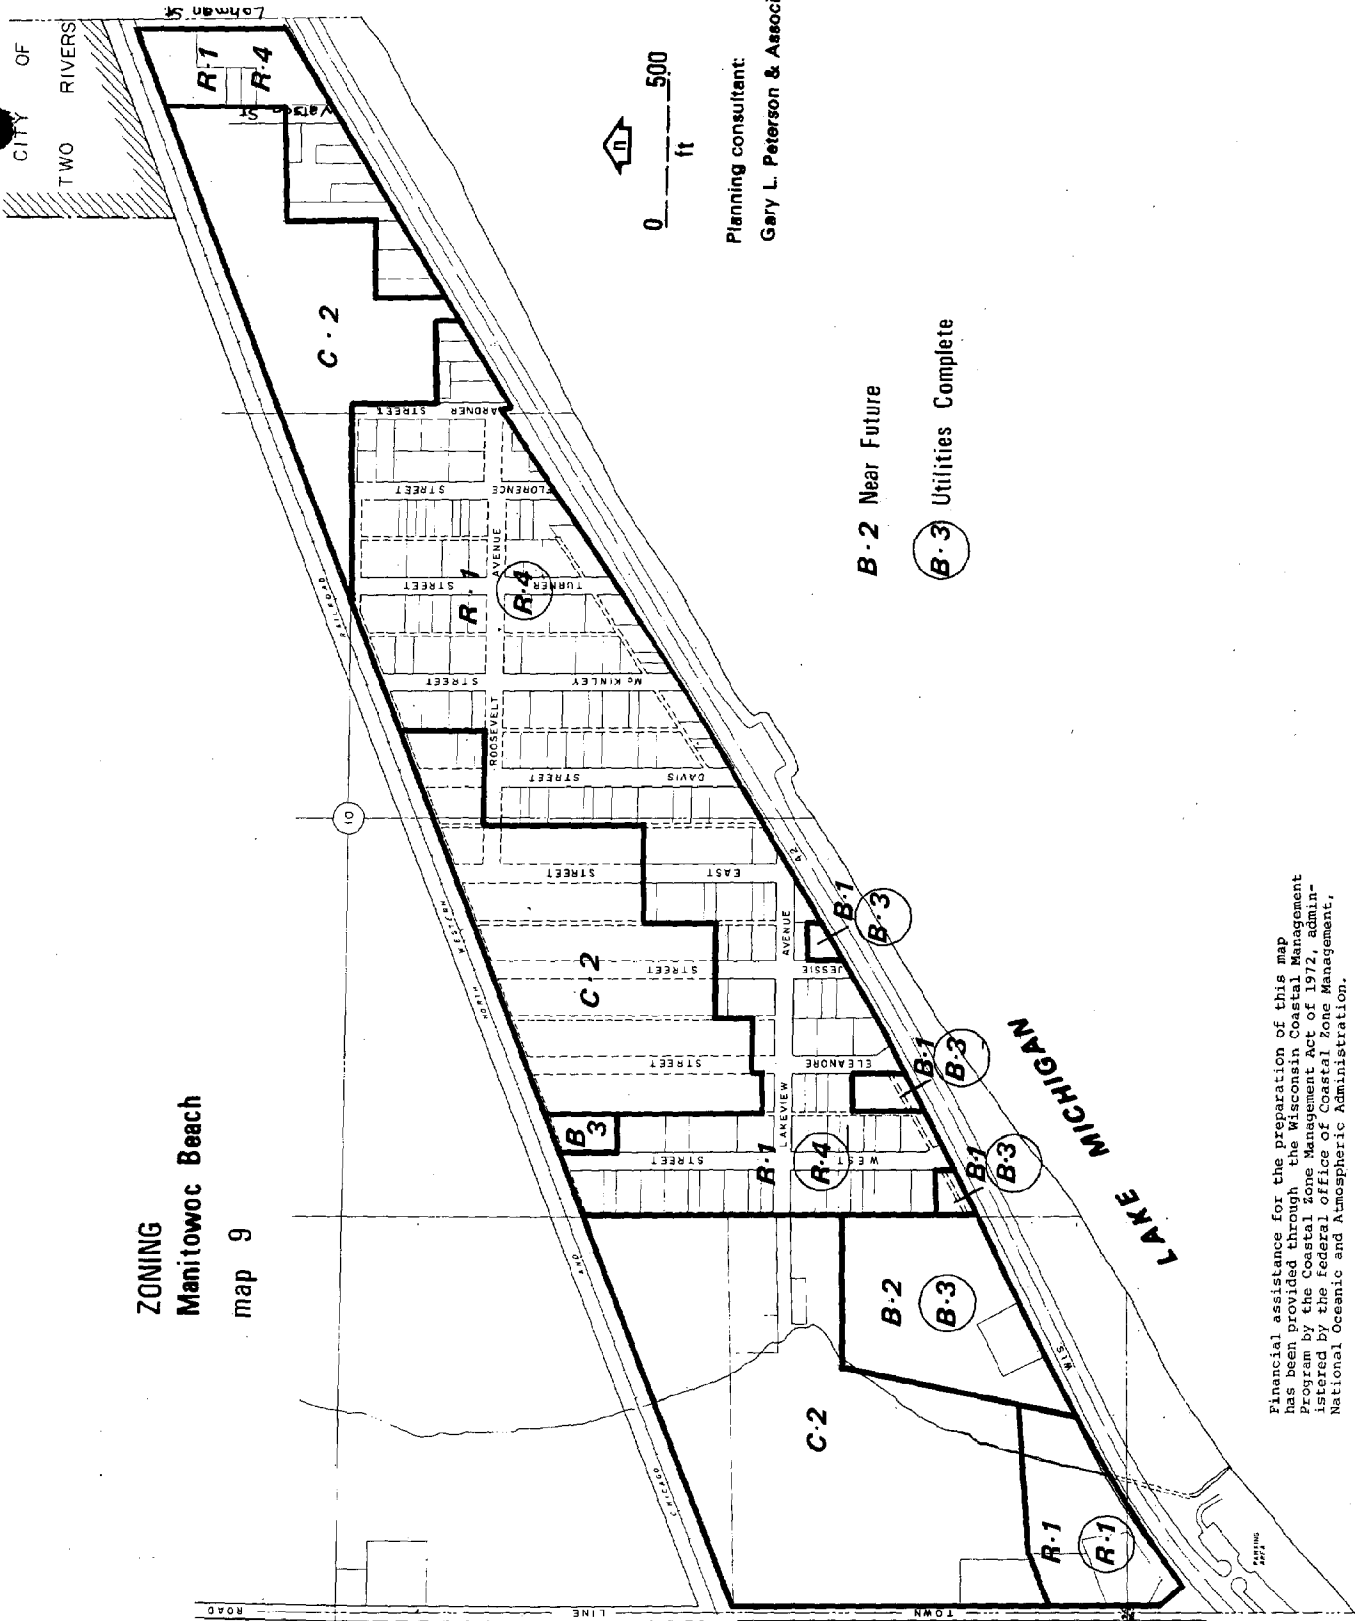 ZONING
Manitowoc Beach
map 9
CITY OF
TWO RIVERS
Lohman St
Watson St
R-1
R-4
n
0 500
ft
Planning consultant:
Gary L. Peterson & Associ
C-2
GARDNER STREET
FLORENCE STREET
TURNER STREET
McKINLEY STREET
DAVIS STREET
EAST STREET
JESSIE STREET
ELEANORE STREET
WEST STREET
ROOSEVELT AVENUE
LAKEVIEW AVENUE
R-1
R-4
10
CHICAGO AND NORTH WESTERN RAILROAD
C-2
B-2 Near Future
B-3 Utilities Complete
42
B-1
B-3
B-1
B-3
B-1
B-3
B
3
R-1
R-4
B-2
B-3
C-2
R-1
R-1
WIS.
LAKE MICHIGAN
PARKING
AREA
TOWN LINE ROAD
Financial assistance for the preparation of this map
has been provided through the Wisconsin Coastal Management
Program by the Coastal Zone Management Act of 1972, admin-
istered by the federal office of Coastal Zone Management,
National Oceanic and Atmospheric Administration.